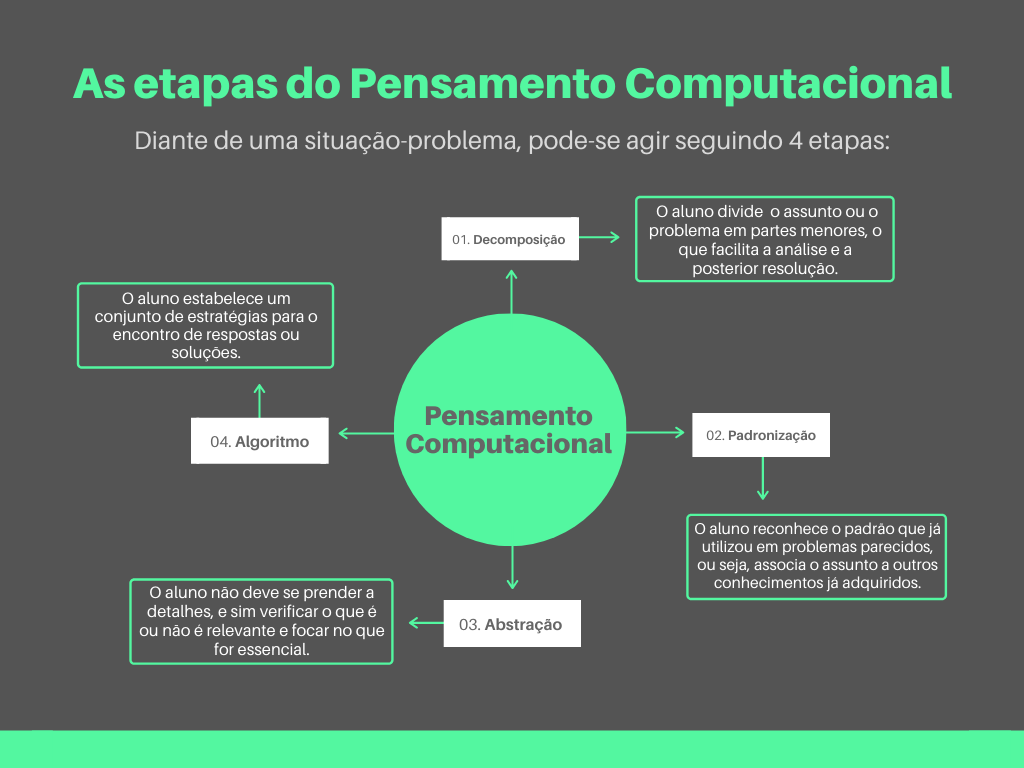 As etapas do Pensamento Computacional
Diante de uma situação-problema, pode-se agir seguindo 4 etapas:
01. Decomposição
O aluno divide o assunto ou o
problema em partes menores, o
que facilita a análise e a
posterior resolução.
Pensamento
Computacional
02. Padronização
O aluno reconhece o padrão que já
utilizou em problemas parecidos,
ou seja, associa o assunto a outros
conhecimentos já adquiridos.
03. Abstração
O aluno não deve se prender a
detalhes, e sim verificar o que é
ou não é relevante e focar no que
for essencial.
04. Algoritmo
O aluno estabelece um
conjunto de estratégias para o
encontro de respostas ou
soluções.